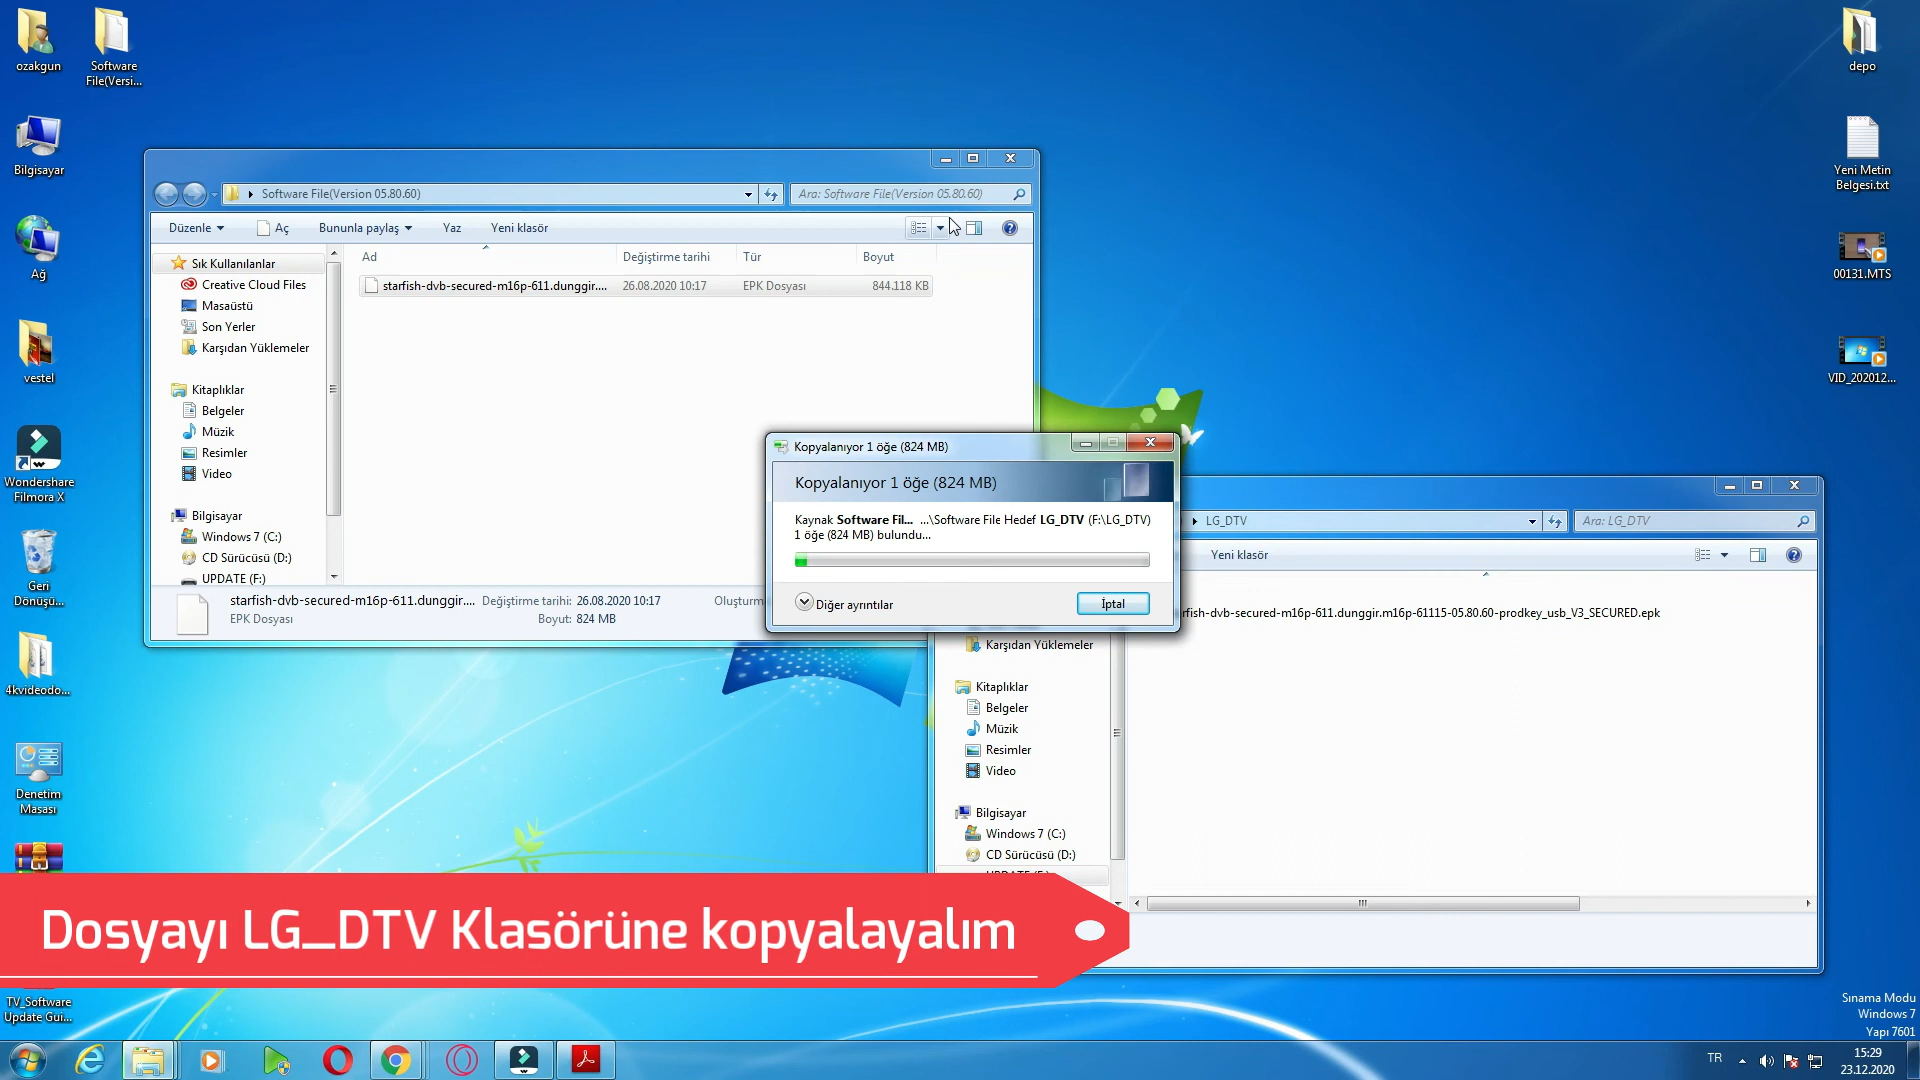 ozakgun
Software
File(Versi...
Bilgisayar
Ağ
vestel
Wondershare
Filmora X
Geri
Dönüşü...
4kvideodo...
Denetim
Masası
TV_Software
Update Gui...
depo
Yeni Metin
Belgesi.txt
00131.MTS
VID_202012...
Software File(Version 05.80.60)
Ara: Software File(Version 05.80.60)
Düzenle
Aç
Bununla paylaş
Yaz
Yeni klasör
Ad
Değiştirme tarihi
Tür
Boyut
starfish-dvb-secured-m16p-611.dunggir....
26.08.2020 10:17
EPK Dosyası
844.118 KB
Sık Kullanılanlar
Creative Cloud Files
Masaüstü
Son Yerler
Karşıdan Yüklemeler
Kitaplıklar
Belgeler
Müzik
Resimler
Video
Bilgisayar
Windows 7 (C:)
CD Sürücüsü (D:)
UPDATE (F:)
starfish-dvb-secured-m16p-611.dunggir.... Değiştirme tarihi: 26.08.2020 10:17 Oluşturm
EPK Dosyası Boyut: 824 MB
Kopyalanıyor 1 öğe (824 MB)
Kopyalanıyor 1 öğe (824 MB)
Kaynak Software Fil... ...\Software File Hedef LG_DTV (F:\LG_DTV)
1 öğe (824 MB) bulundu...
Diğer ayrıntılar
İptal
LG_DTV
Ara: LG_DTV
Yeni klasör
rfish-dvb-secured-m16p-611.dunggir.m16p-61115-05.80.60-prodkey_usb_V3_SECURED.epk
Karşıdan Yüklemeler
Kitaplıklar
Belgeler
Müzik
Resimler
Video
Bilgisayar
Windows 7 (C:)
CD Sürücüsü (D:)
UPDATE (F:)
Dosyayı LG_DTV Klasörüne kopyalayalım
Sınama Modu
Windows 7
Yapı 7601
TR
15:29
23.12.2020